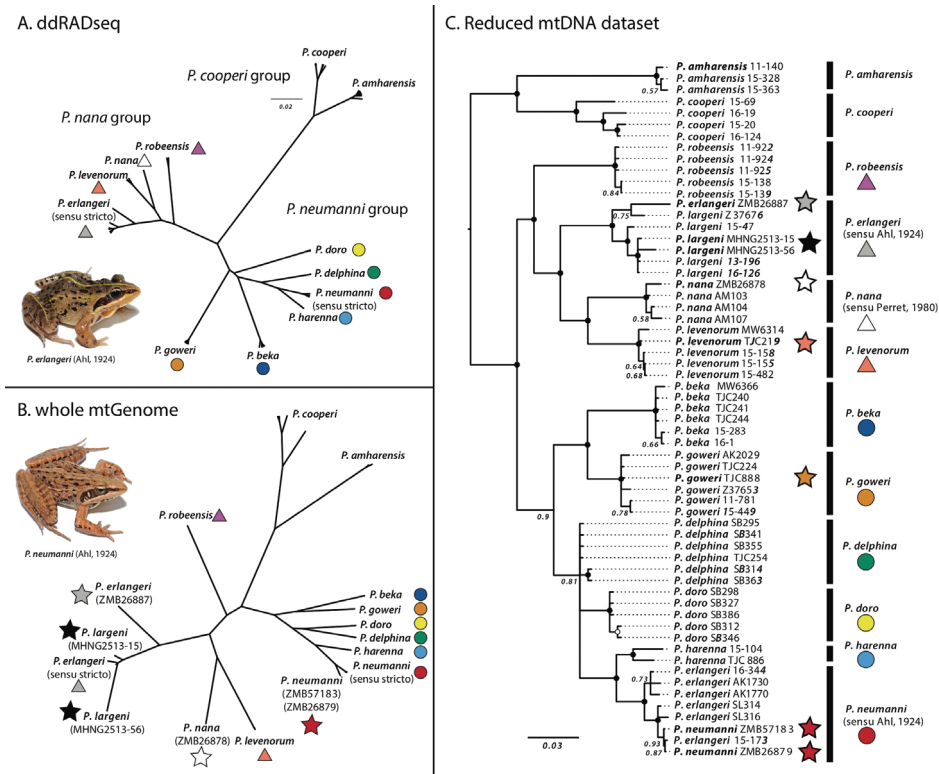 A. ddRADseq
P. cooperi
P. cooperi group
P. amharensis
0.02
P. nana group
P. robeensis
P. nana
P. levenorum
P. erlangeri
(sensu stricto)
P. neumanni group
P. doro
P. delphina
P. neumanni
(sensu stricto)
P. harenna
P. erlangeri (Ahl, 1924)
P. goweri
P. beka
B. whole mtGenome
P. cooperi
P. amharensis
P. robeensis
P. neumanni (Ahl, 1924)
P. erlangeri
(ZMB26887)
P. largeni
(MHNG2513-15)
P. erlangeri
(sensu stricto)
P. largeni
(MHNG2513-56)
P. beka
P. goweri
P. doro
P. delphina
P. harenna
P. neumanni
(sensu stricto)
P. neumanni
(ZMB57183)
(ZMB26879)
P. nana
(ZMB26878)
P. levenorum
C. Reduced mtDNA dataset
P. amharensis 11-140
P. amharensis 15-328
P. amharensis 15-363
0.57
P. cooperi 15-69
P. cooperi 16-19
P. cooperi 15-20
P. cooperi 16-124
P. robeensis 11-922
P. robeensis 11-924
P. robeensis 11-925
P. robeensis 15-138
P. robeensis 15-139
0.84
P. erlangeri ZMB26887
0.75
P. largeni Z 37676
P. largeni 15-47
P. largeni MHNG2513-15
P. largeni MHNG2513-56
P. largeni 13-196
P. largeni 16-126
P. nana ZMB26878
P. nana AM103
P. nana AM104
0.58
P. nana AM107
P. levenorum MW6314
P. levenorum TJC219
P. levenorum 15-158
P. levenorum 15-155
0.64
P. levenorum 15-482
0.68
P. beka MW6366
P. beka TJC240
P. beka TJC241
P. beka TJC244
P. beka 15-283
P. beka 16-1
0.66
P. goweri AK2029
P. goweri TJC224
P. goweri TJC888
P. goweri Z37653
P. goweri 11-781
P. goweri 15-449
0.78
0.9
P. delphina SB295
P. delphina SB341
P. delphina SB355
P. delphina TJC254
P. delphina SB314
P. delphina SB363
0.81
P. doro SB298
P. doro SB327
P. doro SB386
P. doro SB312
P. doro SB346
P. harenna 15-104
P. harenna TJC 886
P. erlangeri 16-344
0.73
P. erlangeri AK1730
P. erlangeri AK1770
P. erlangeri SL314
P. erlangeri SL316
P. neumanni ZMB57183
P. erlangeri 15-173
0.93
P. neumanni ZMB26879
0.87
0.03
P. amharensis
P. cooperi
P. robeensis
P. erlangeri
(sensu Ahl, 1924)
P. nana
(sensu Perret, 1980)
P. levenorum
P. beka
P. goweri
P. delphina
P. doro
P. harenna
P. neumanni
(sensu Ahl, 1924)